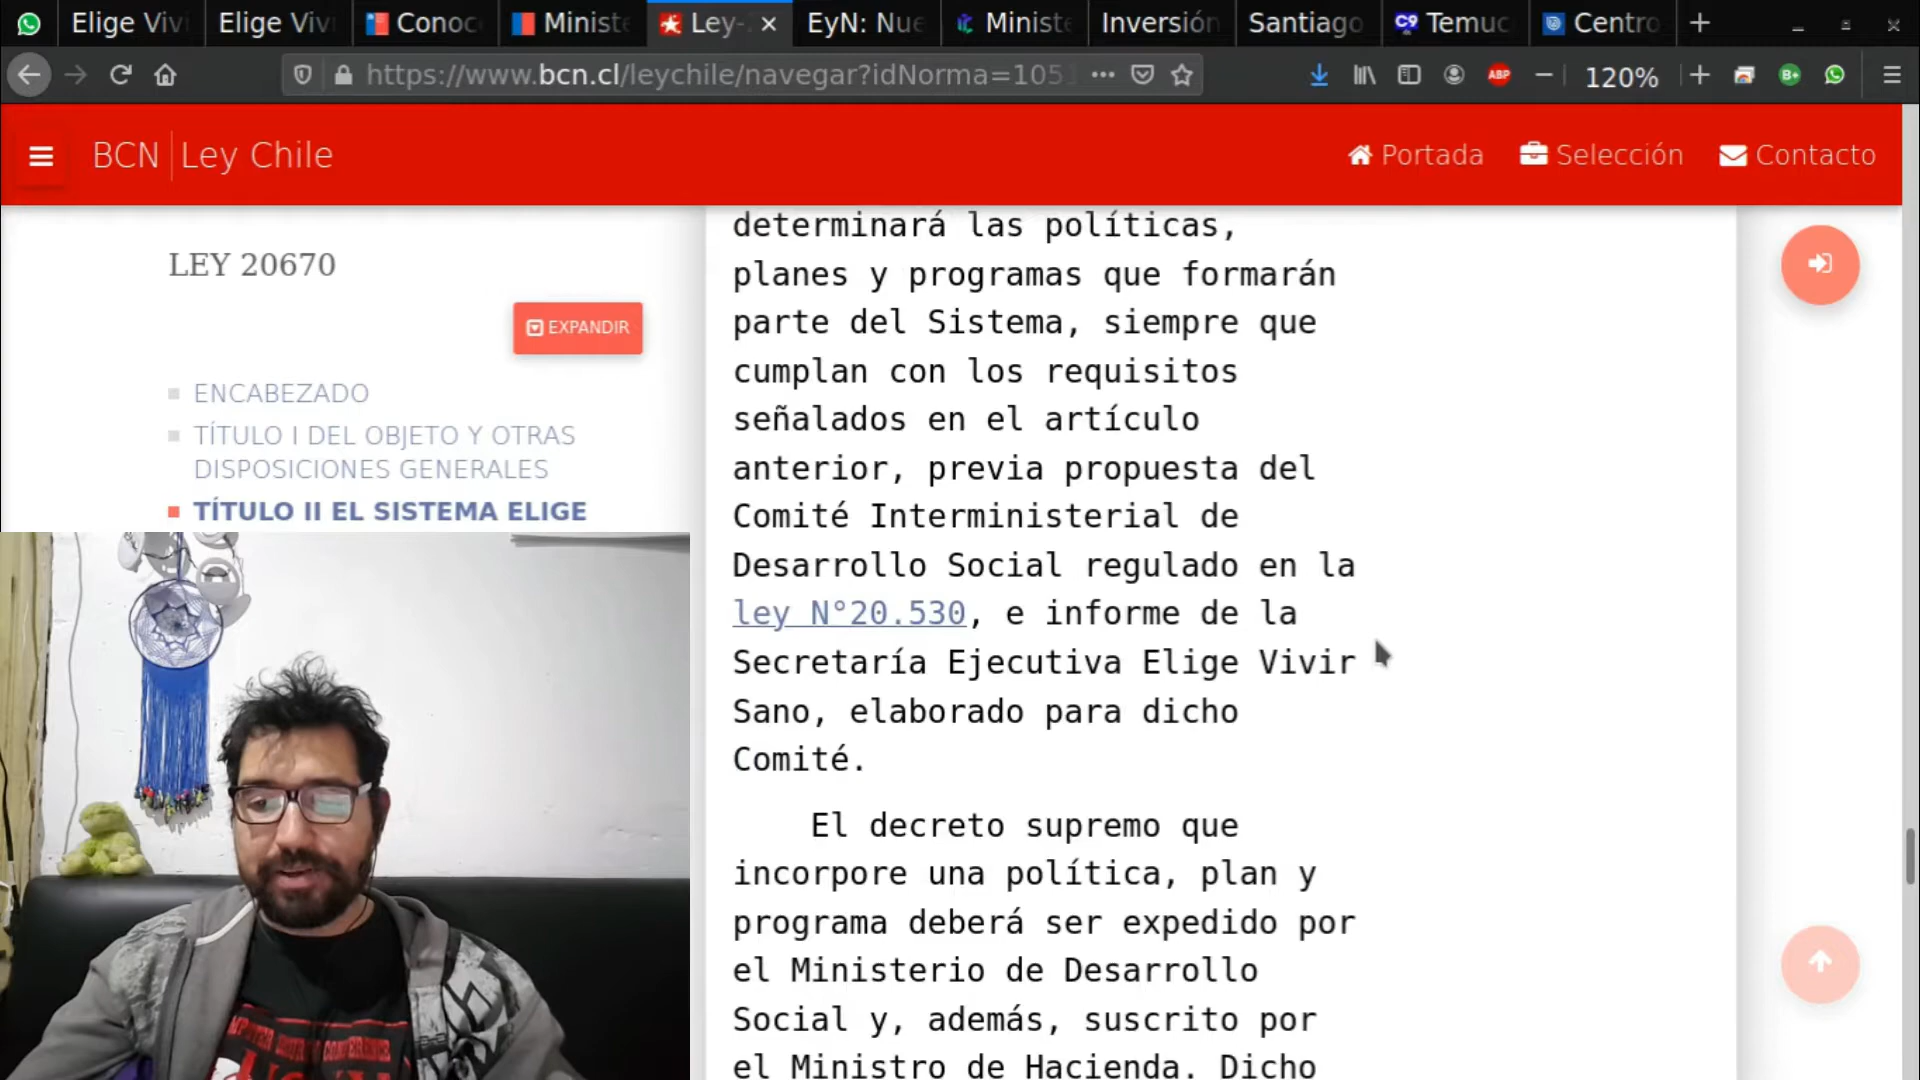 Elige Viv
Elige Viv
Conoc
Ministe
Ley-
EyN: Nue
Ministe
Inversión
Santiago
Temuc
Centro
https://www.bcn.cl/leychile/navegar?idNorma=1051
ABP
120%
BCN | Ley Chile
Portada
Selección
Contacto
LEY 20670
EXPANDIR
ENCABEZADO
TÍTULO I DEL OBJETO Y OTRAS
DISPOSICIONES GENERALES
TÍTULO II EL SISTEMA ELIGE
determinará las políticas,
planes y programas que formarán
parte del Sistema, siempre que
cumplan con los requisitos
señalados en el artículo
anterior, previa propuesta del
Comité Interministerial de
Desarrollo Social regulado en la
ley N°20.530, e informe de la
Secretaría Ejecutiva Elige Vivir
Sano, elaborado para dicho
Comité.
El decreto supremo que
incorpore una política, plan y
programa deberá ser expedido por
el Ministerio de Desarrollo
Social y, además, suscrito por
el Ministro de Hacienda. Dicho